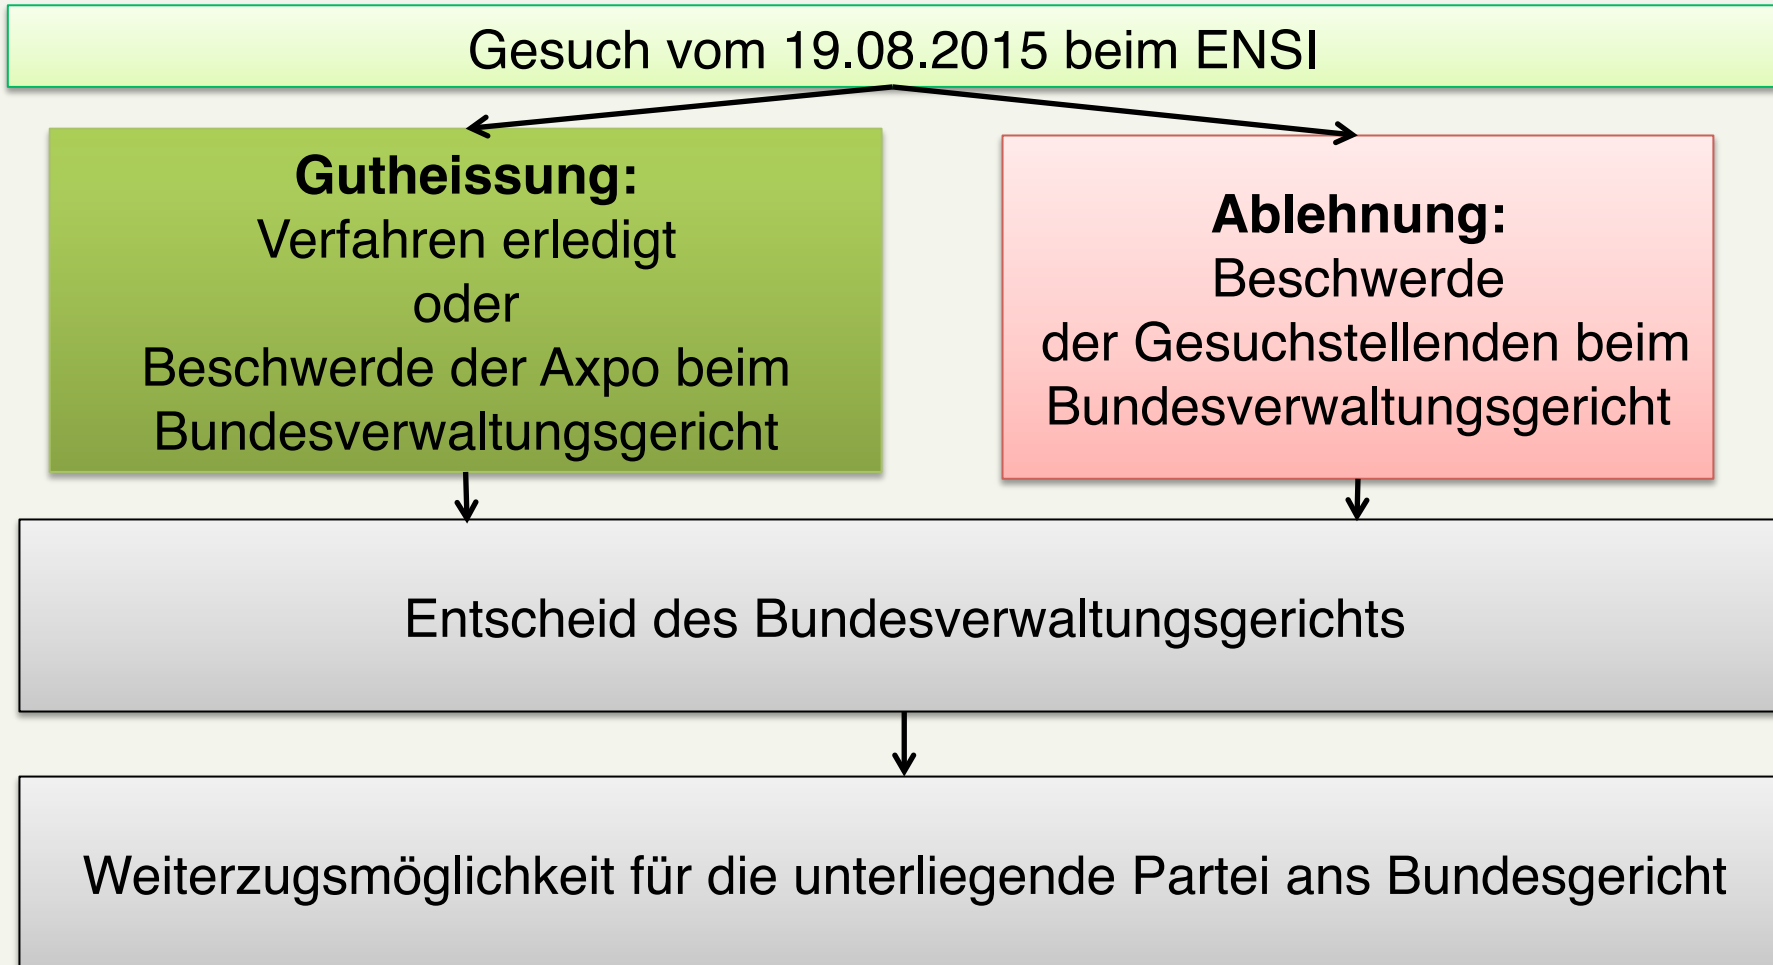 Gesuch vom 19.08.2015 beim ENSI
Gutheissung:
Verfahren erledigt
oder
Beschwerde der Axpo beim
Bundesverwaltungsgericht
Ablehnung:
Beschwerde
der Gesuchstellenden beim
Bundesverwaltungsgericht
Entscheid des Bundesverwaltungsgerichts
Weiterzugsmöglichkeit für die unterliegende Partei ans Bundesgericht